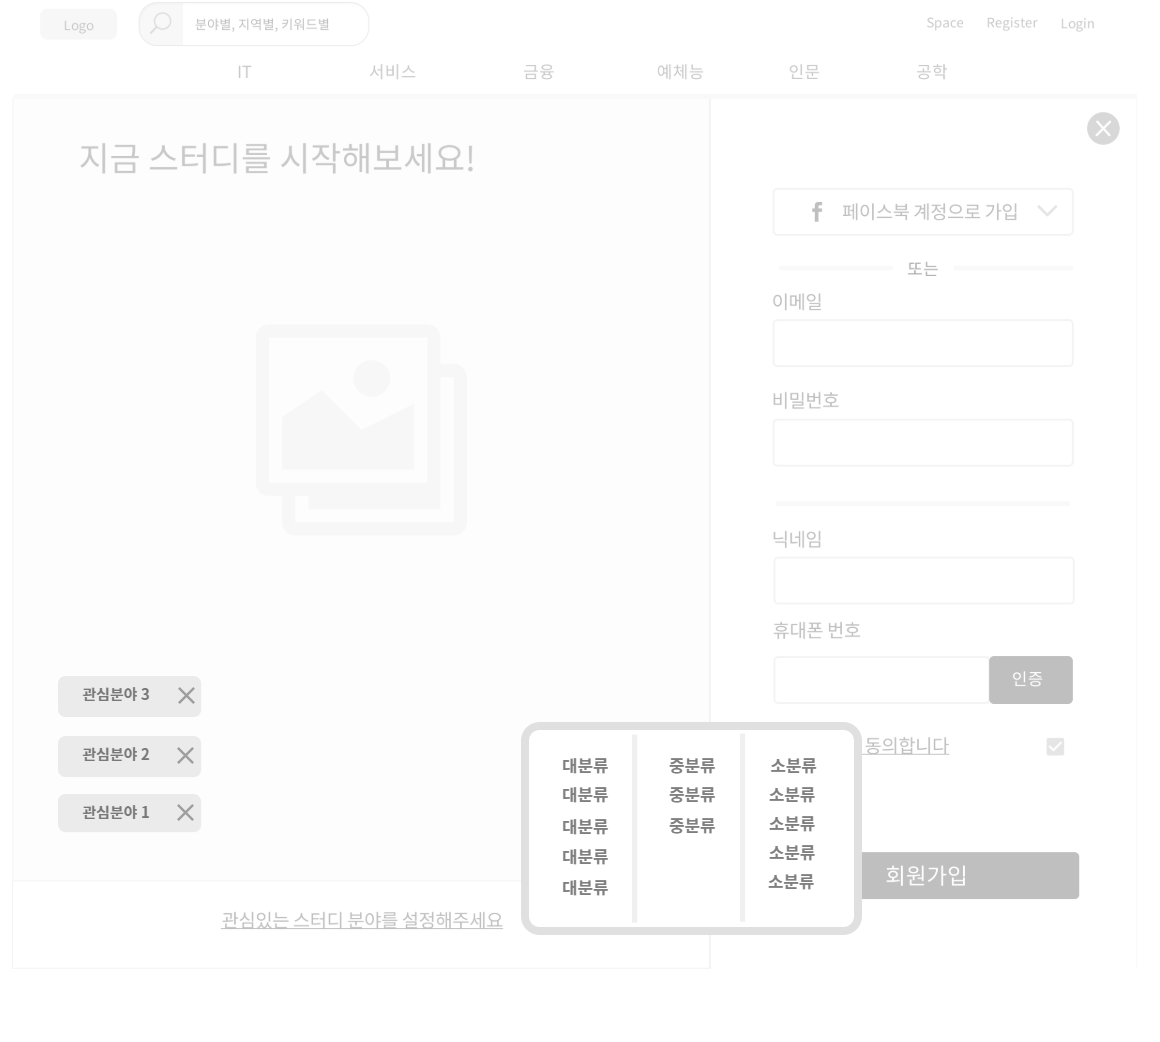 Logo
분야별, 지역별, 키워드별
Space
Register
Login
IT
서비스
금융
예체능
인문
공학
지금 스터디를 시작해보세요!
페이스북 계정으로 가입
또는
이메일
비밀번호
닉네임
휴대폰 번호
인증
동의합니다
회원가입
관심분야 3
관심분야 2
관심분야 1
관심있는 스터디 분야를 설정해주세요
대분류
대분류
대분류
대분류
대분류
중분류
중분류
중분류
소분류
소분류
소분류
소분류
소분류